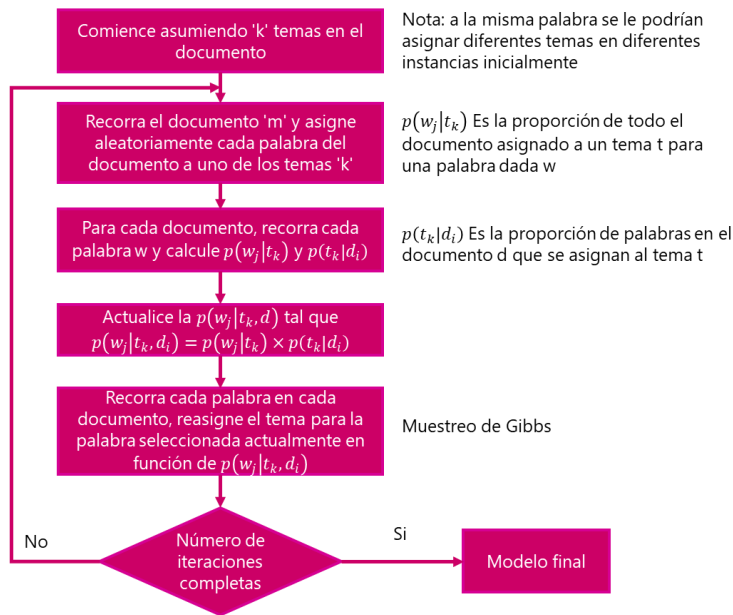 Comience asumiendo 'k' temas en el
documento
Nota: a la misma palabra se le podrían
asignar diferentes temas en diferentes
instancias inicialmente
Recorra el documento 'm' y asigne
aleatoriamente cada palabra del
documento a uno de los temas 'k'
p(w_j|t_k) Es la proporción de todo el
documento asignado a un tema t para
una palabra dada w
Para cada documento, recorra cada
palabra w y calcule p(w_j|t_k) y p(t_k|d_i)
p(t_k|d_i) Es la proporción de palabras en el
documento d que se asignan al tema t
Actualice la p(w_j|t_k, d) tal que
p(w_j|t_k, d_i) = p(w_j|t_k) × p(t_k|d_i)
Recorra cada palabra en cada
documento, reasigne el tema para la
palabra seleccionada actualmente en
función de p(w_j|t_k, d_i)
Muestreo de Gibbs
No
Número de
iteraciones
completas
Si
Modelo final